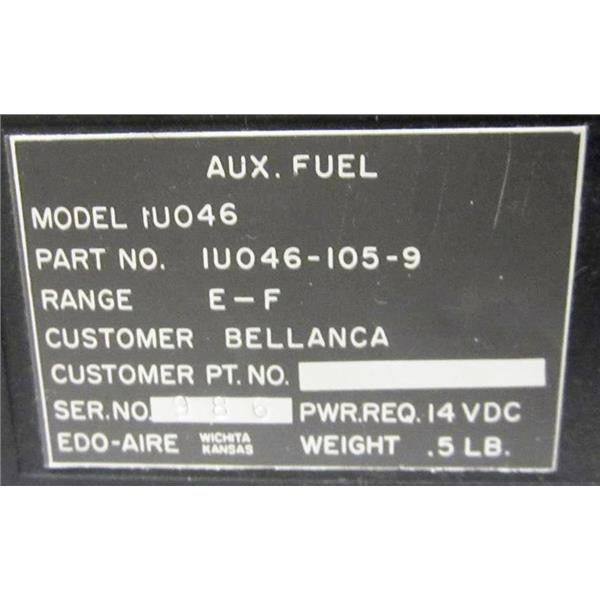 AUX. FUEL
MODEL 1U046
PART NO. 1U046-105-9
RANGE E-F
CUSTOMER BELLANCA
CUSTOMER PT. NO.
SER. NO. 986 PWR.REQ. 14 VDC
EDO-AIRE WICHITA KANSAS WEIGHT .5 LB.